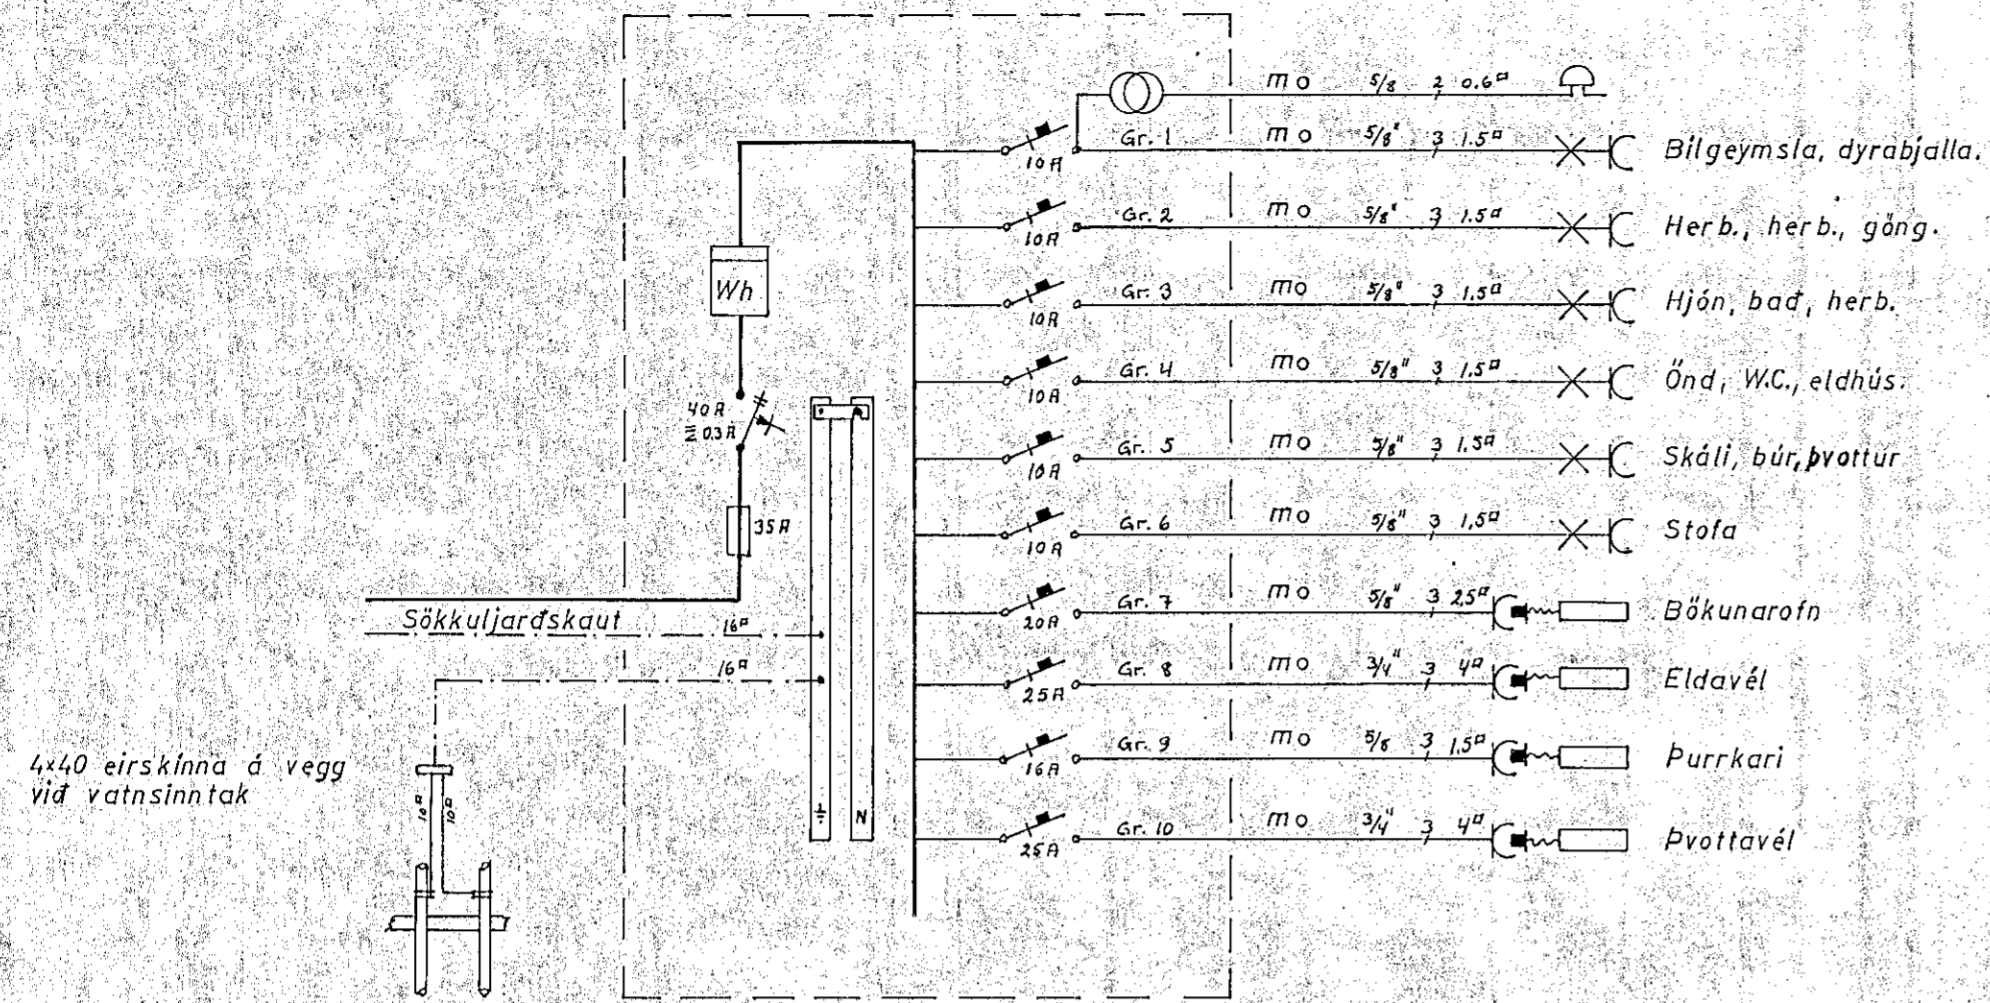 mo 5/8 2 0.6▫
10A Gr. 1 mo 5/8" 3 1.5▫ Bílgeymsla, dyrabjalla.
10A Gr. 2 mo 5/8" 3 1.5▫ Herb., herb., göng.
10A Gr. 3 mo 5/8" 3 1.5▫ Hjón, bað, herb.
10A Gr. 4 mo 5/8" 3 1.5▫ Önd, W.C., eldhús.
10A Gr. 5 mo 5/8" 3 1.5▫ Skáli, búr, þvottur
10A Gr. 6 mo 5/8" 3 1,5▫ Stofa
20A Gr. 7 mo 5/8" 3 2,5▫ Bökunarofn
25A Gr. 8 mo 3/4" 3 4▫ Eldavél
16A Gr. 9 mo 5/8 3 1.5▫ Þurrkari
25A Gr. 10 mo 3/4" 3 4▫ Þvottavél
Wh
40A
0.3A
35A
Sökkuljarðskaut 16▫
16▫
4x40 eirskinna á vegg
við vatnsinntak
10▫ 10▫
N